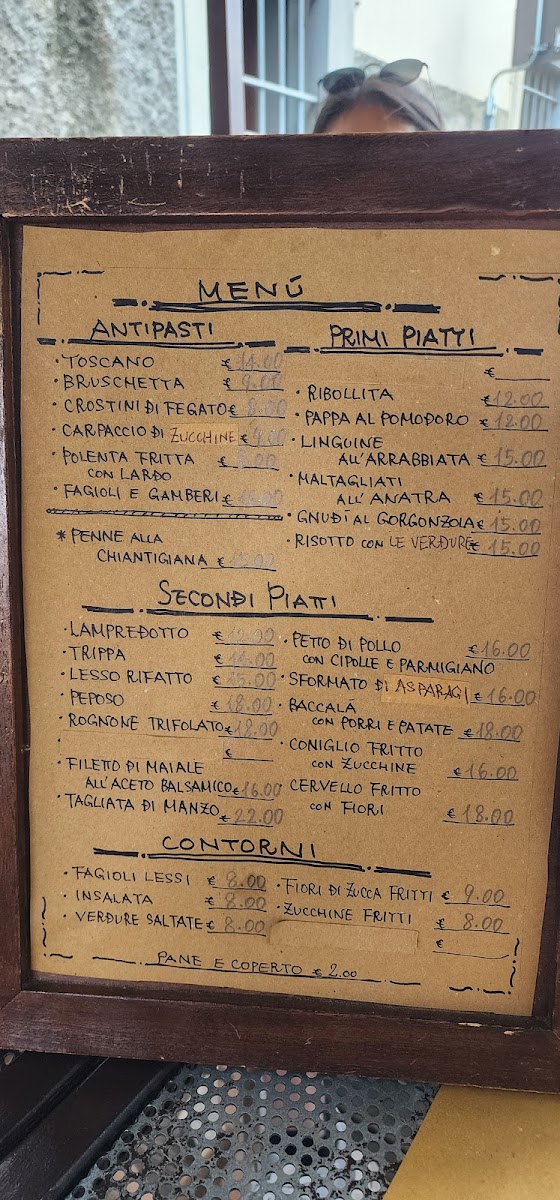 MENÚ
ANTIPASTI
• TOSCANO € 14.00
• BRUSCHETTA € 9.00
• CROSTINI DI FEGATO € 8.00
• CARPACCIO DI ZUCCHINE € 9.00
• POLENTA FRITTA
CON LARDO €
• FAGIOLI E GAMBERI €
* PENNE ALLA
CHIANTIGIANA €
PRIMI PIATTI
€
• RIBOLLITA € 12.00
• PAPPA AL POMODORO € 12.00
• LINGUINE
ALL'ARRABBIATA € 15.00
• MALTAGLIATI
ALL'ANATRA € 15.00
• GNUDI AL GORGONZOLA € 15.00
• RISOTTO CON LE VERDURE € 15.00
SECONDI PIATTI
• LAMPREDOTTO €
• TRIPPA € 14.00
• LESSO RIFATTO € 15.00
• PEPOSO € 18.00
• ROGNONE TRIFOLATO € 18.00
€
• FILETTO DI MAIALE
ALL'ACETO BALSAMICO € 16.00
• TAGLIATA DI MANZO € 22.00
• PETTO DI POLLO € 16.00
CON CIPOLLE E PARMIGIANO
• SFORMATO DI ASPARAGI € 16.00
• BACCALÀ
CON PORRI E PATATE € 18.00
• CONIGLIO FRITTO
CON ZUCCHINE € 16.00
• CERVELLO FRITTO
CON FIORI € 18.00
CONTORNI
• FAGIOLI LESSI € 8.00
• INSALATA € 8.00
• VERDURE SALTATE € 8.00
• FIORI DI ZUCCA FRITTI € 9.00
• ZUCCHINE FRITTI € 8.00
€
PANE E COPERTO € 2.00